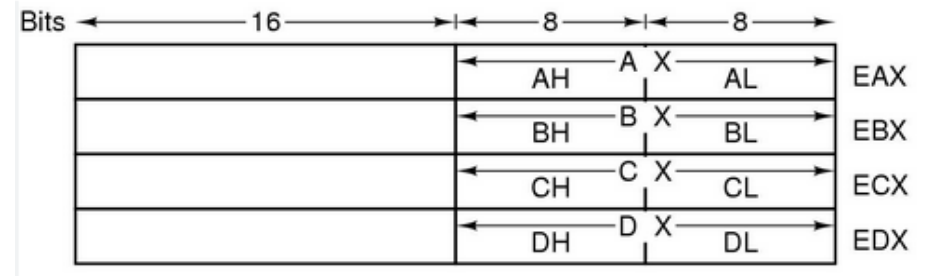 Bits 16 8 8
A X
AH AL EAX
B X
BH BL EBX
C X
CH CL ECX
D X
DH DL EDX